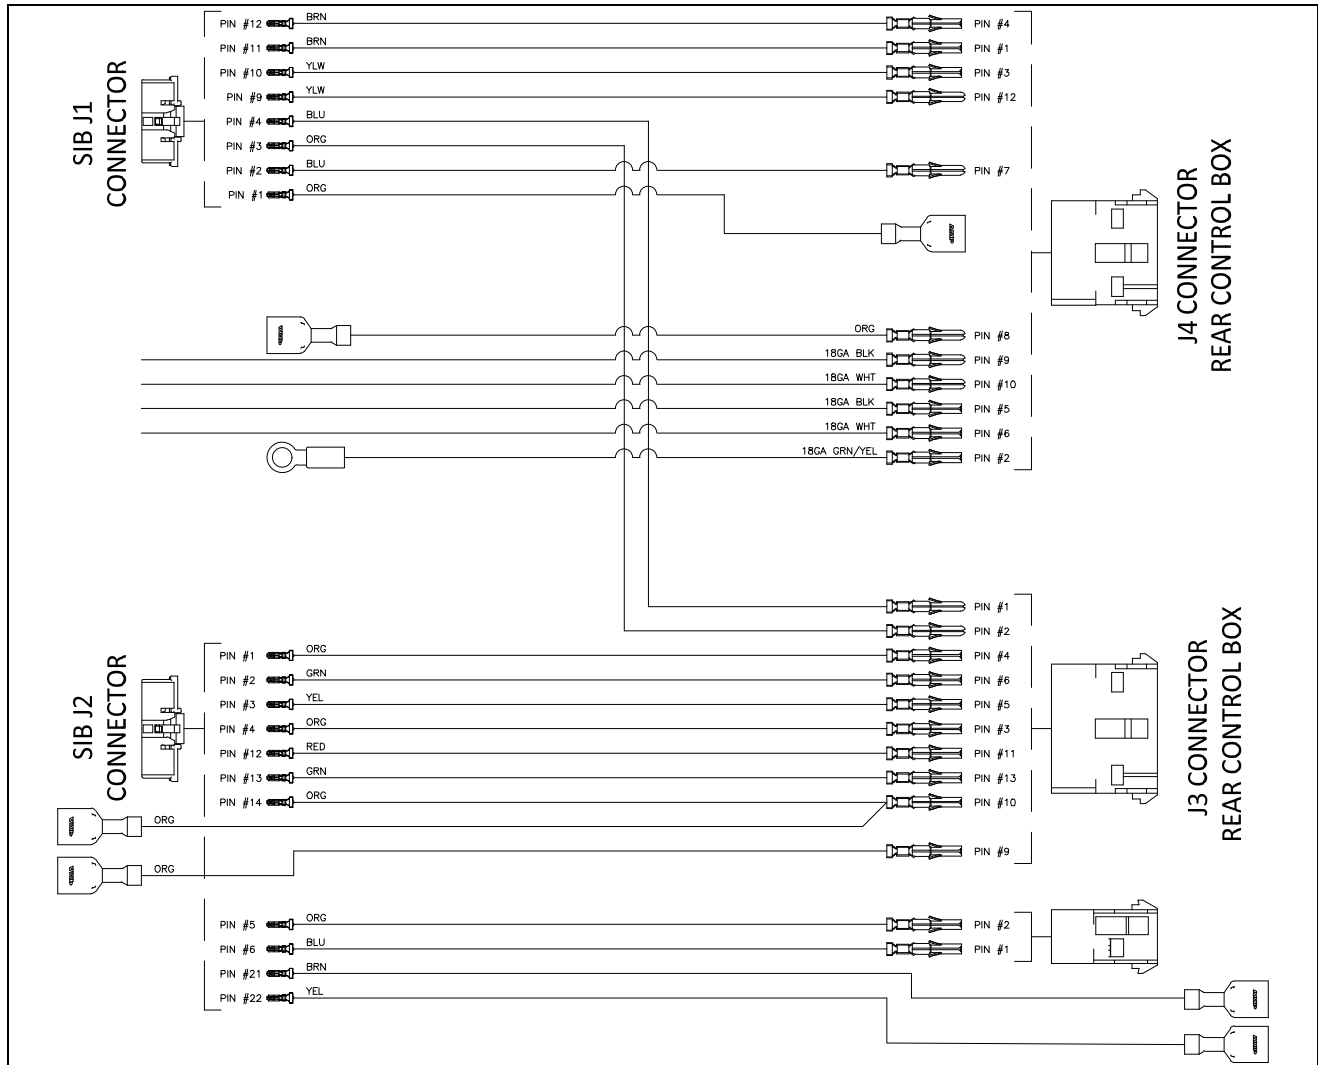 SIB J1
CONNECTOR
PIN #12 BRN PIN #4
PIN #11 BRN PIN #1
PIN #10 YLW PIN #3
PIN #9 YLW PIN #12
PIN #4 BLU
PIN #3 ORG
PIN #2 BLU PIN #7
PIN #1 ORG
J4 CONNECTOR
REAR CONTROL BOX
ORG PIN #8
18GA BLK PIN #9
18GA WHT PIN #10
18GA BLK PIN #5
18GA WHT PIN #6
18GA GRN/YEL PIN #2
PIN #1
PIN #2
SIB J2
CONNECTOR
PIN #1 ORG PIN #4
PIN #2 GRN PIN #6
PIN #3 YEL PIN #5
PIN #4 ORG PIN #3
PIN #12 RED PIN #11
PIN #13 GRN PIN #13
PIN #14 ORG PIN #10
ORG
PIN #9
ORG
J3 CONNECTOR
REAR CONTROL BOX
PIN #5 ORG PIN #2
PIN #6 BLU PIN #1
PIN #21 BRN
PIN #22 YEL